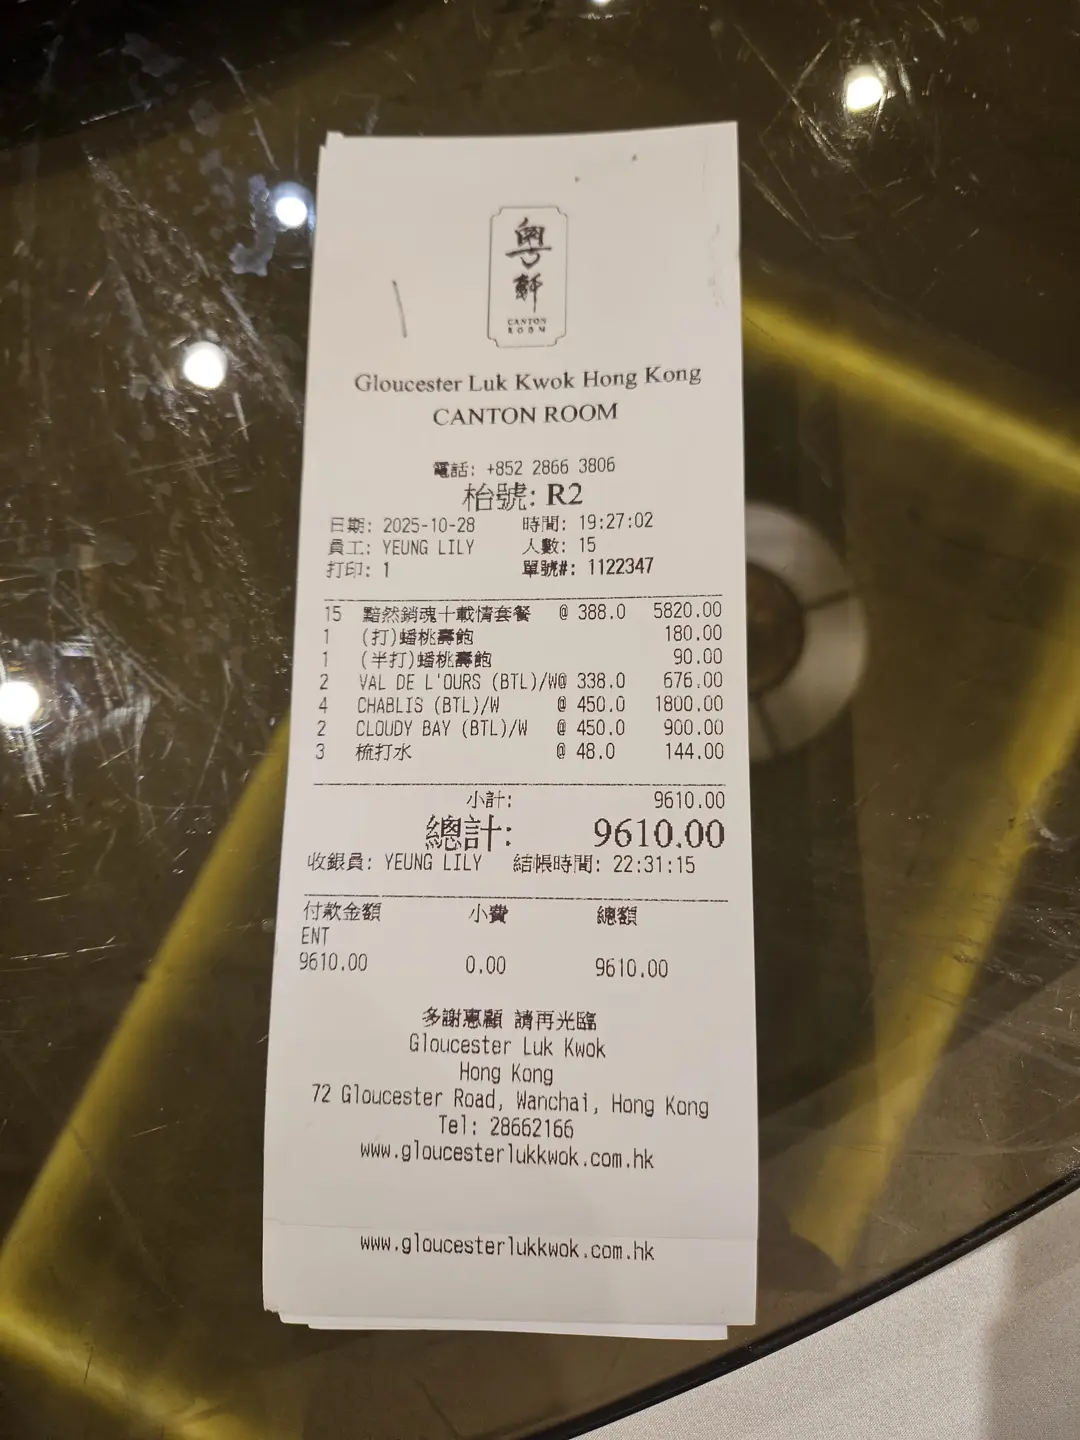 粵
軒
CANTON
ROOM
Gloucester Luk Kwok Hong Kong
CANTON ROOM
電話: +852 2866 3806
枱號: R2
日期: 2025-10-28 時間: 19:27:02
員工: YEUNG LILY 人數: 15
打印: 1 單號#: 1122347
15 黯然銷魂十載情套餐 @ 388.0 5820.00
1 (打)蟠桃壽飽 180.00
1 (半打)蟠桃壽飽 90.00
2 VAL DE L'OURS (BTL)/W@ 338.0 676.00
4 CHABLIS (BTL)/W @ 450.0 1800.00
2 CLOUDY BAY (BTL)/W @ 450.0 900.00
3 梳打水 @ 48.0 144.00
小計: 9610.00
總計: 9610.00
收銀員: YEUNG LILY 結帳時間: 22:31:15
付款金額 小費 總額
ENT
9610.00 0.00 9610.00
多謝惠顧 請再光臨
Gloucester Luk Kwok
Hong Kong
72 Gloucester Road, Wanchai, Hong Kong
Tel: 28662166
www.gloucesterlukkwok.com.hk
www.gloucesterlukkwok.com.hk